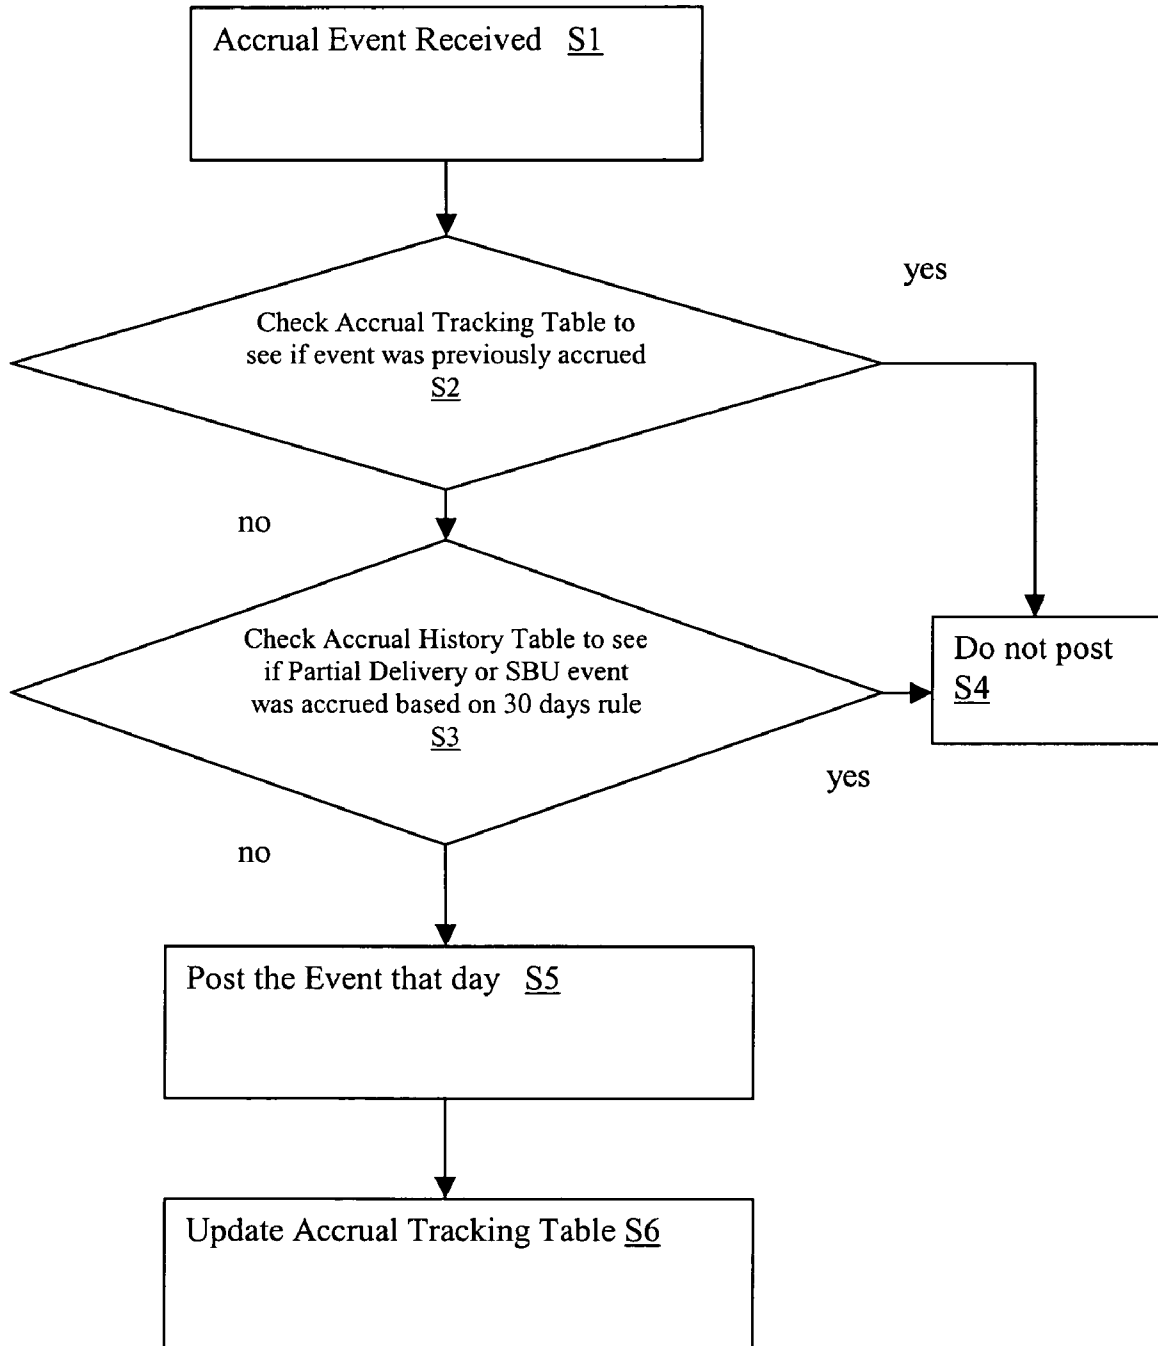 Accrual Event Received S1
yes
Check Accrual Tracking Table to
see if event was previously accrued
S2
no
Check Accrual History Table to see
if Partial Delivery or SBU event
was accrued based on 30 days rule
S3
Do not post
S4
yes
no
Post the Event that day S5
Update Accrual Tracking Table S6